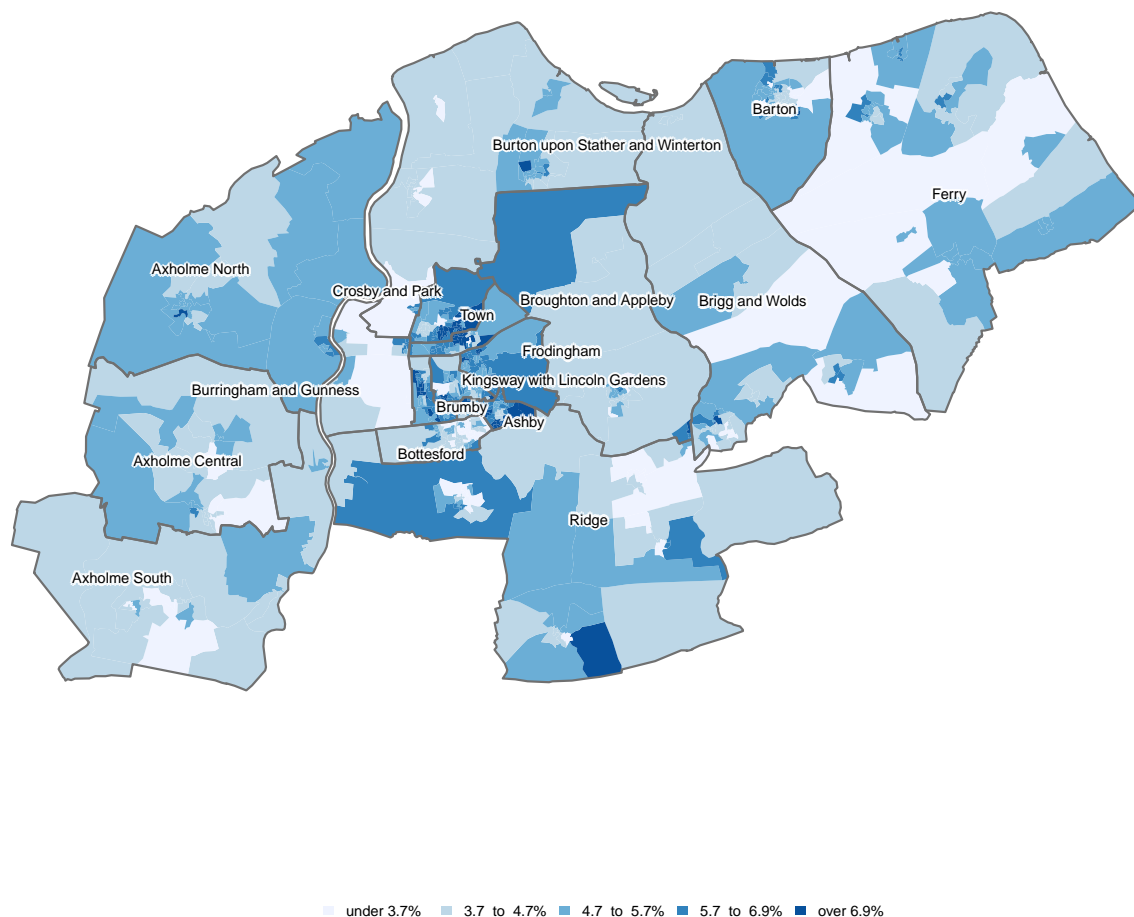 Barton
Burton upon Stather and Winterton
Ferry
Axholme North
Crosby and Park
Broughton and Appleby
Brigg and Wolds
Town
Frodingham
Kingsway with Lincoln Gardens
Burringham and Gunness
Brumby
Ashby
Bottesford
Axholme Central
Ridge
Axholme South
under 3.7% 3.7 to 4.7% 4.7 to 5.7% 5.7 to 6.9% over 6.9%